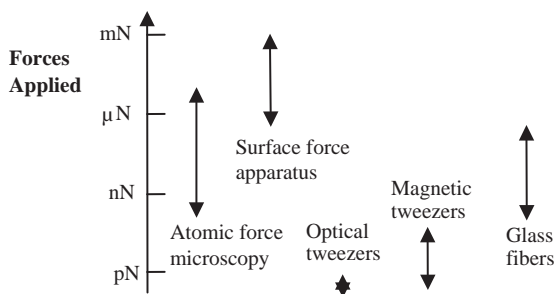 mN
Forces
Applied
µN
Surface force
apparatus
Magnetic
tweezers
nN
Atomic force
microscopy
Optical
tweezers
Glass
fibers
pN